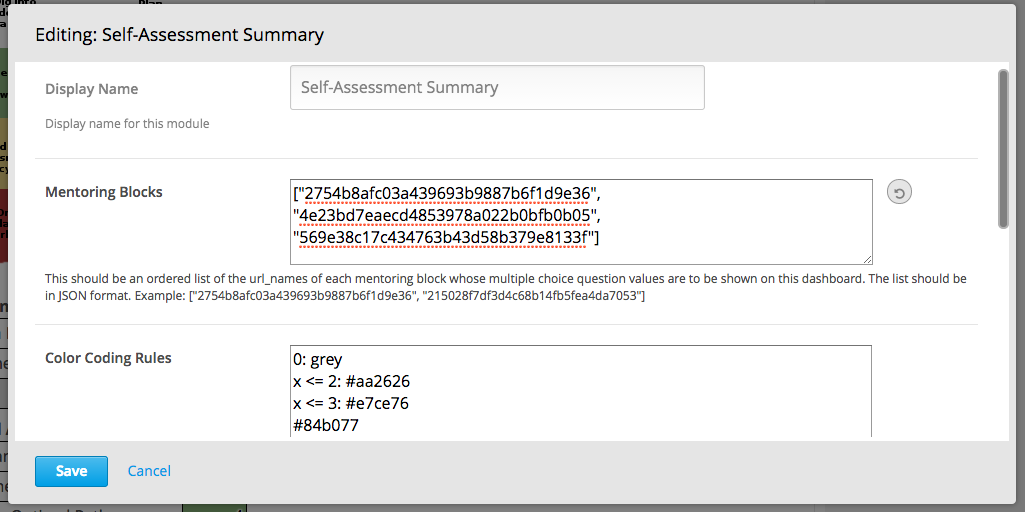 Editing: Self-Assessment Summary
Display Name
Self-Assessment Summary
Display name for this module
Mentoring Blocks
["2754b8afc03a439693b9887b6f1d9e36",
"4e23bd7eaecd4853978a022b0bfb0b05",
"569e38c17c434763b43d58b379e8133f"]
This should be an ordered list of the url_names of each mentoring block whose multiple choice question values are to be shown on this dashboard. The list should be
in JSON format. Example: ["2754b8afc03a439693b9887b6f1d9e36", "215028f7df3d4c68b14fb5fea4da7053"]
Color Coding Rules
0: grey
x <= 2: #aa2626
x <= 3: #e7ce76
#84b077
Save
Cancel